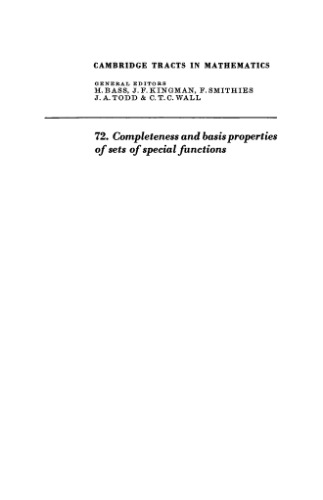 CAMBRIDGE TRACTS IN MATHEMATICS
GENERAL EDITORS
H. BASS, J. F. KINGMAN, F. SMITHIES
J. A. TODD & C. T. C. WALL
72. Completeness and basis properties
of sets of special functions